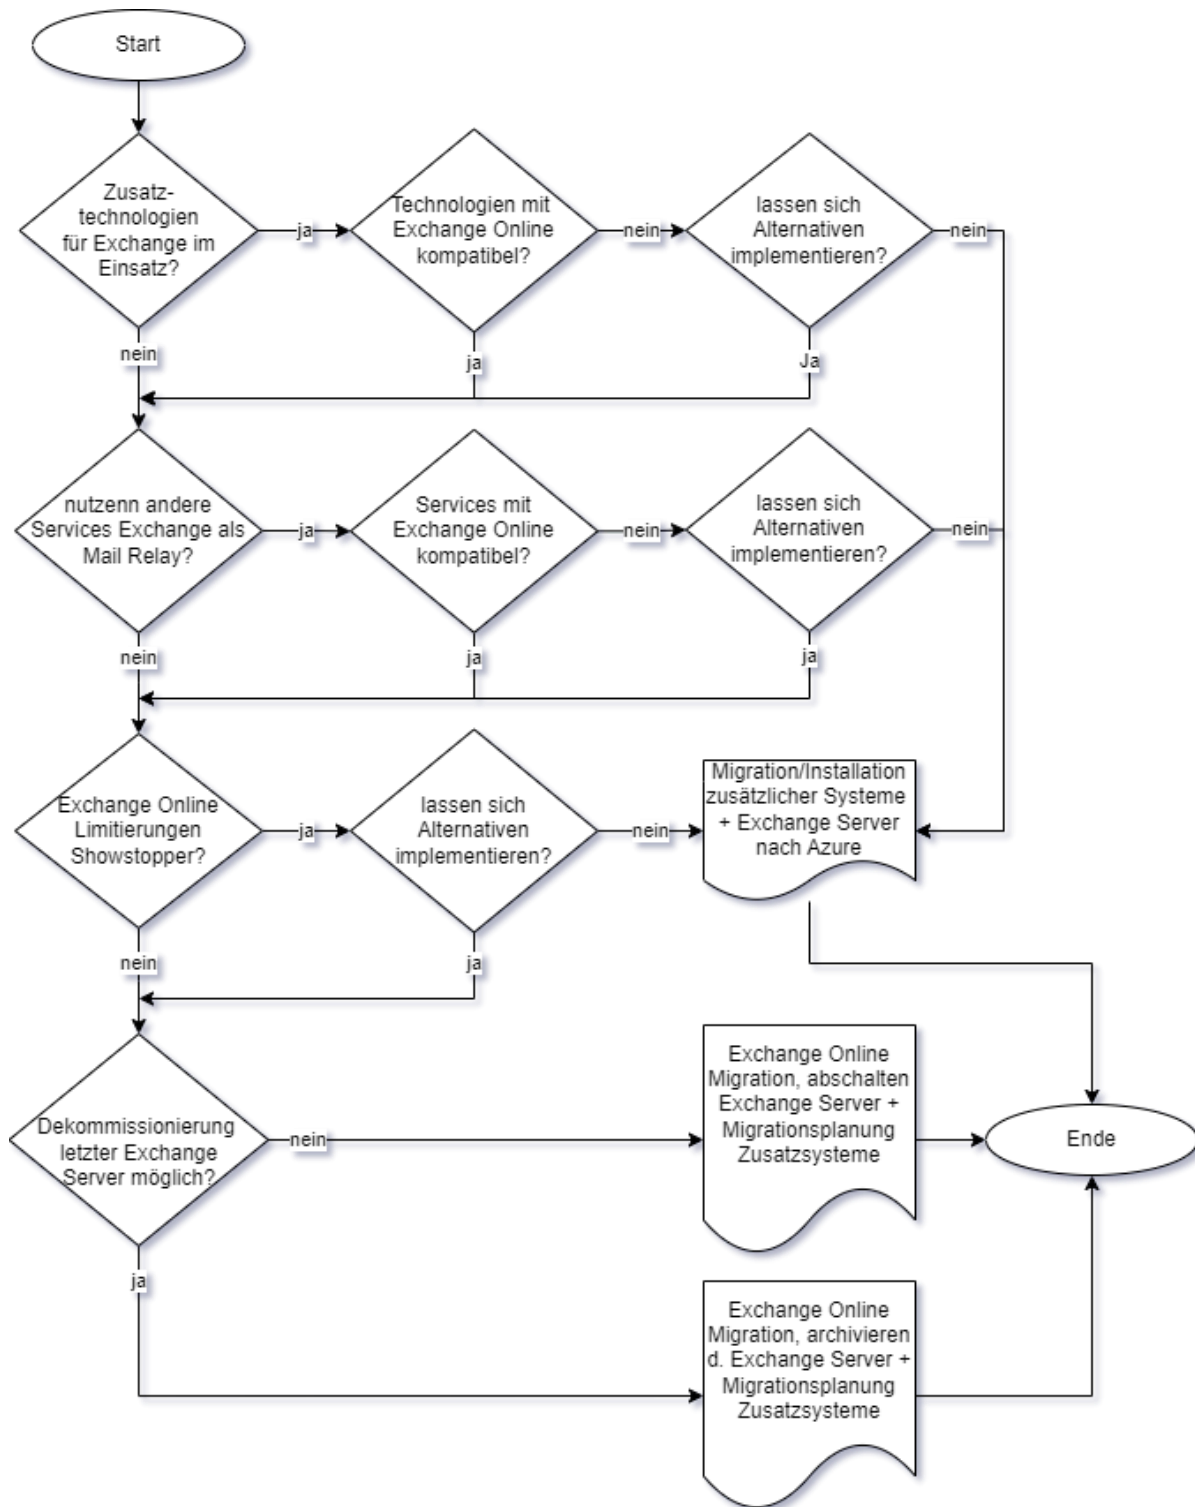 Start
Zusatz-
technologien
für Exchange im
Einsatz?
ja
Technologien mit
Exchange Online
kompatibel?
nein
lassen sich
Alternativen
implementieren?
nein
nein
ja
Ja
nutzenn andere
Services Exchange als
Mail Relay?
ja
Services mit
Exchange Online
kompatibel?
nein
lassen sich
Alternativen
implementieren?
nein
nein
ja
ja
Exchange Online
Limitierungen
Showstopper?
ja
lassen sich
Alternativen
implementieren?
nein
Migration/Installation
zusätzlicher Systeme
+ Exchange Server
nach Azure
nein
ja
Dekommissionierung
letzter Exchange
Server möglich?
nein
Exchange Online
Migration, abschalten
Exchange Server +
Migrationsplanung
Zusatzsysteme
Ende
ja
Exchange Online
Migration, archivieren
d. Exchange Server +
Migrationsplanung
Zusatzsysteme